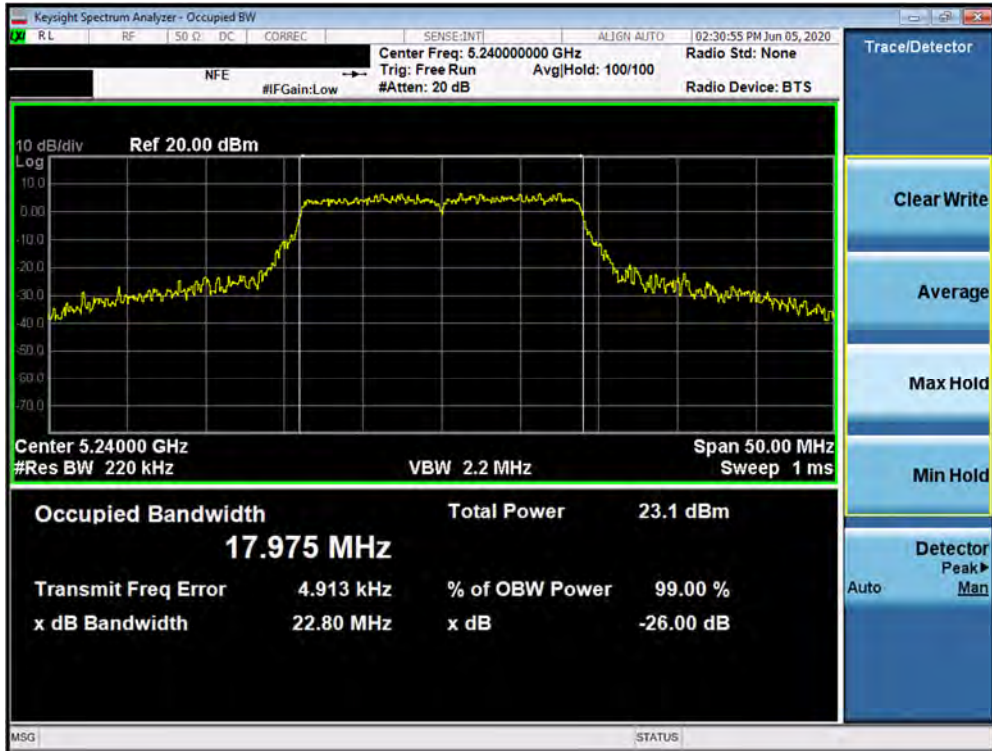 Keysight Spectrum Analyzer - Occupied BW
LXI RL RF 50 Ω DC CORREC SENSE:INT ALIGN AUTO 02:30:55 PM Jun 05, 2020
Center Freq: 5.240000000 GHz Radio Std: None
NFE Trig: Free Run Avg|Hold: 100/100
#IFGain:Low #Atten: 20 dB Radio Device: BTS
10 dB/div Ref 20.00 dBm
Log
10.0
0.00
-10.0
-20.0
-30.0
-40.0
-50.0
-60.0
-70.0
Center 5.24000 GHz Span 50.00 MHz
#Res BW 220 kHz VBW 2.2 MHz Sweep 1 ms
Occupied Bandwidth Total Power 23.1 dBm
17.975 MHz
Transmit Freq Error 4.913 kHz % of OBW Power 99.00 %
x dB Bandwidth 22.80 MHz x dB -26.00 dB
Trace/Detector
Clear Write
Average
Max Hold
Min Hold
Detector
Peak▶
Auto Man
MSG STATUS